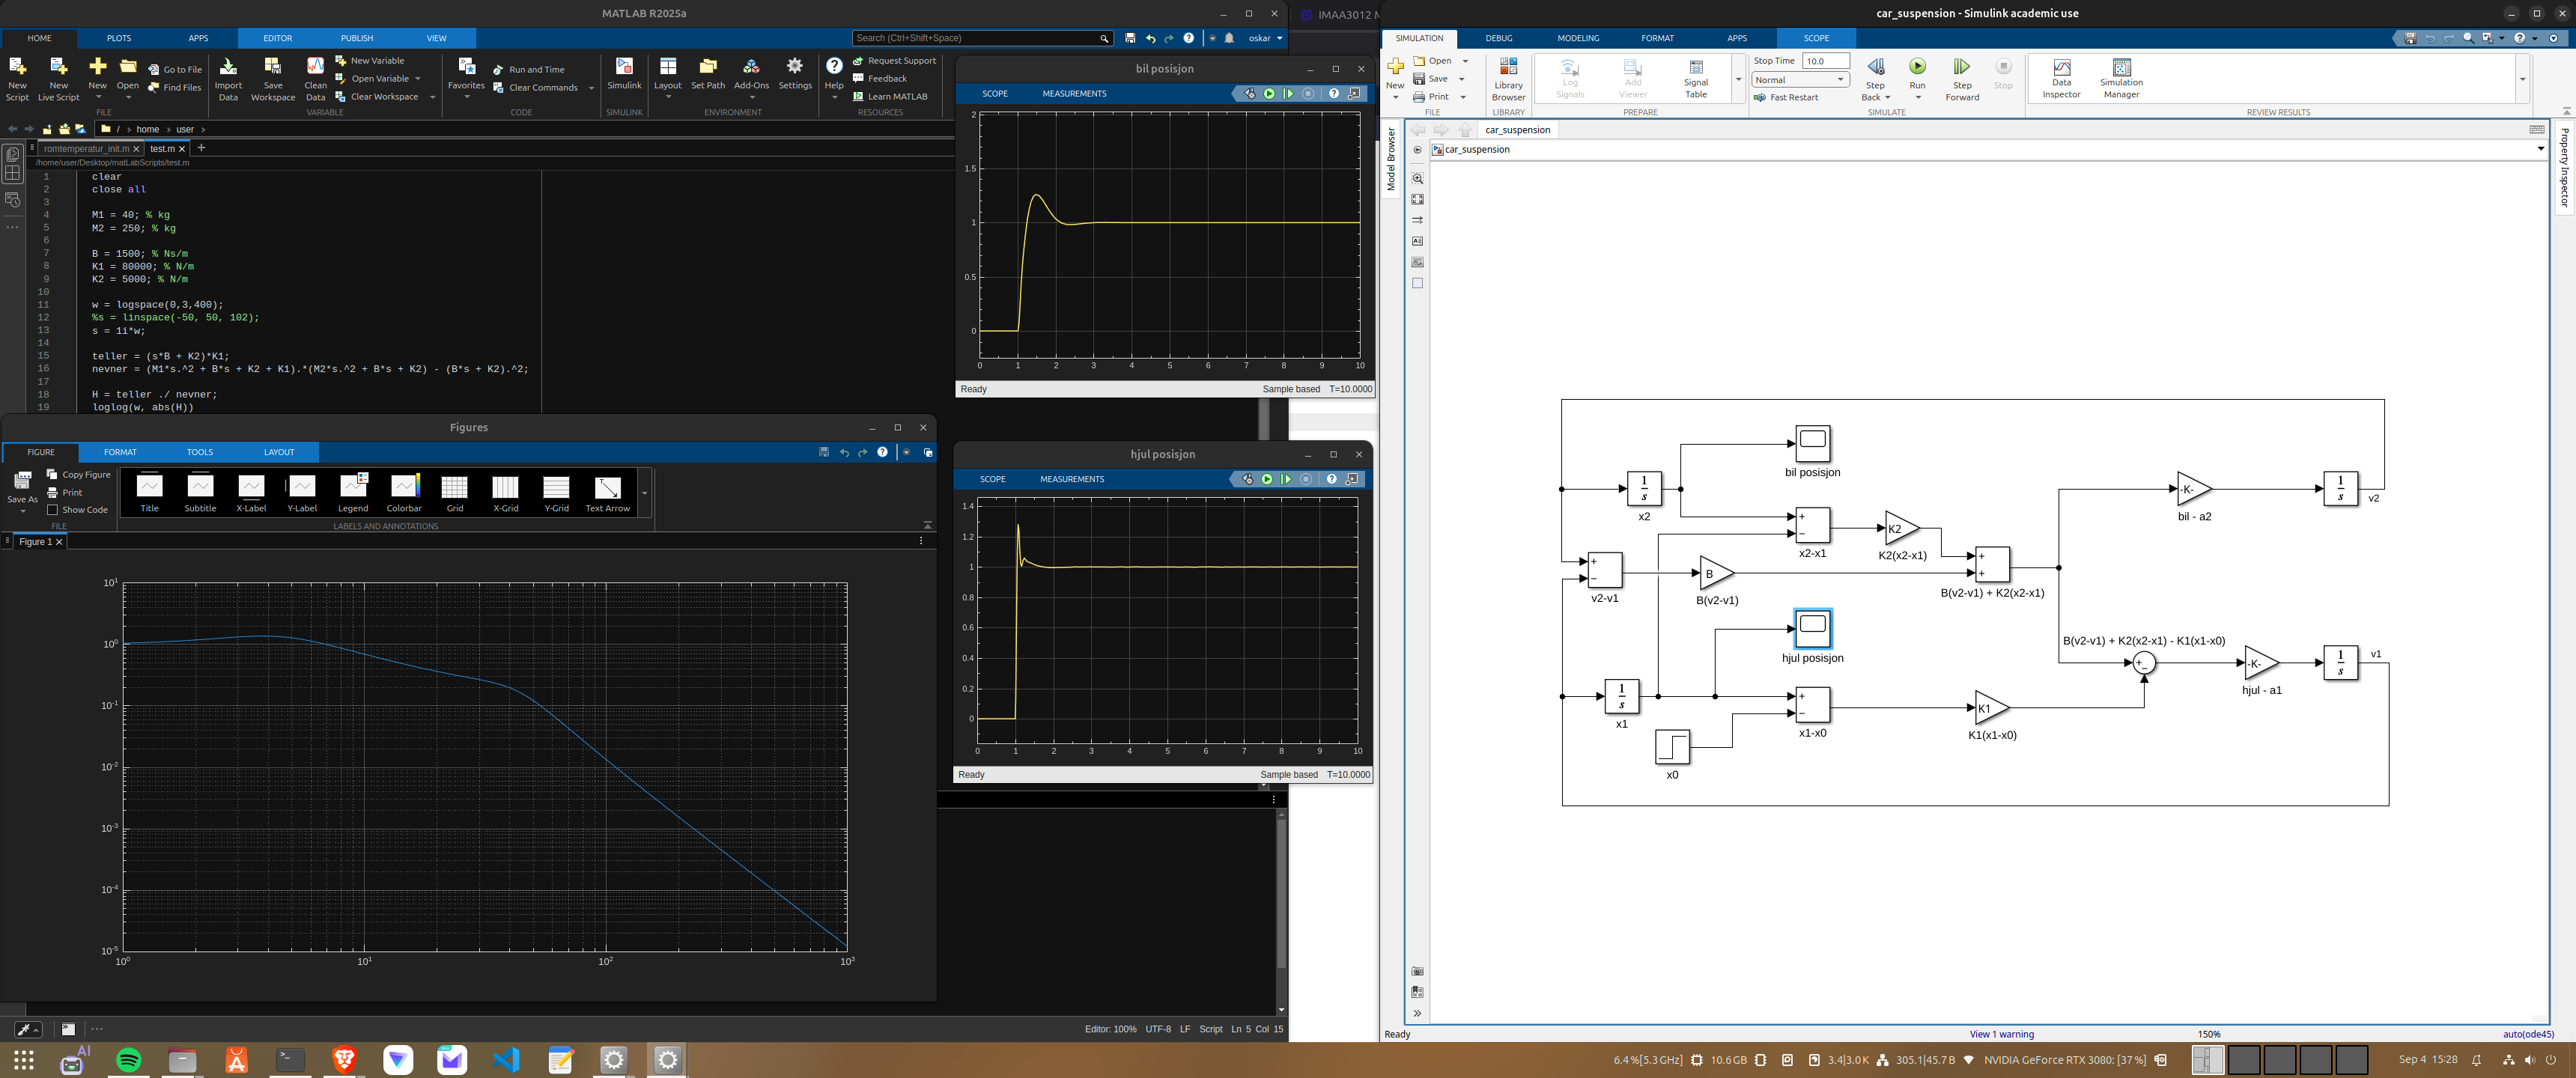 MATLAB R2025a
HOME PLOTS APPS EDITOR PUBLISH VIEW
Search (Ctrl+Shift+Space)
oskar
New Script
New Live Script
New
Open
Go to File
Find Files
Import Data
Save Workspace
Clean Data
New Variable
Open Variable
Clear Workspace
Favorites
Run and Time
Clear Commands
Simulink
Layout
Set Path
Add-Ons
Settings
Help
Request Support
Feedback
Learn MATLAB
FILE VARIABLE CODE SIMULINK ENVIRONMENT RESOURCES
/ › home › user ›
romtemperatur_init.m
test.m
/home/user/Desktop/matLabScripts/test.m
1 clear
2 close all
3
4 M1 = 40; % kg
5 M2 = 250; % kg
6
7 B = 1500; % Ns/m
8 K1 = 80000; % N/m
9 K2 = 5000; % N/m
10
11 w = logspace(0,3,400);
12 %s = linspace(-50, 50, 102);
13 s = 1i*w;
14
15 teller = (s*B + K2)*K1;
16 nevner = (M1*s.^2 + B*s + K2 + K1).*(M2*s.^2 + B*s + K2) - (B*s + K2).^2;
17
18 H = teller ./ nevner;
19 loglog(w, abs(H))
Figures
FIGURE FORMAT TOOLS LAYOUT
Save As
Copy Figure
Print
Show Code
Title Subtitle X-Label Y-Label Legend Colorbar Grid X-Grid Y-Grid Text Arrow
FILE LABELS AND ANNOTATIONS
Figure 1
10^1
10^0
10^-1
10^-2
10^-3
10^-4
10^-5
10^0 10^1 10^2 10^3
Editor: 100% UTF-8 LF Script Ln 5 Col 15
IMAA3012 M
bil posisjon
SCOPE MEASUREMENTS
2
1.5
1
0.5
0
0 1 2 3 4 5 6 7 8 9 10
Ready Sample based T=10.0000
hjul posisjon
SCOPE MEASUREMENTS
1.4
1.2
1
0.8
0.6
0.4
0.2
0
0 1 2 3 4 5 6 7 8 9 10
Ready Sample based T=10.0000
car_suspension - Simulink academic use
SIMULATION DEBUG MODELING FORMAT APPS SCOPE
New
Open
Save
Print
Library Browser
Log Signals
Add Viewer
Signal Table
Stop Time 10.0
Normal
Fast Restart
Step Back
Run
Step Forward
Stop
Data Inspector
Simulation Manager
FILE LIBRARY PREPARE SIMULATE REVIEW RESULTS
Model Browser
Property Inspector
car_suspension
car_suspension
bil posisjon
1
s
x2
x2-x1
K2
K2(x2-x1)
-K-
bil - a2
1
s
v2
v2-v1
B
B(v2-v1)
B(v2-v1) + K2(x2-x1)
hjul posisjon
B(v2-v1) + K2(x2-x1) - K1(x1-x0)
-K-
hjul - a1
1
s
v1
1
s
x1
x1-x0
K1
K1(x1-x0)
x0
Ready View 1 warning 150% auto(ode45)
AI
6.4%[5.3GHz] 10.6GB 3.4|3.0K 305.1|45.7B NVIDIA GeForce RTX 3080: [37%]
Sep 4 15:28